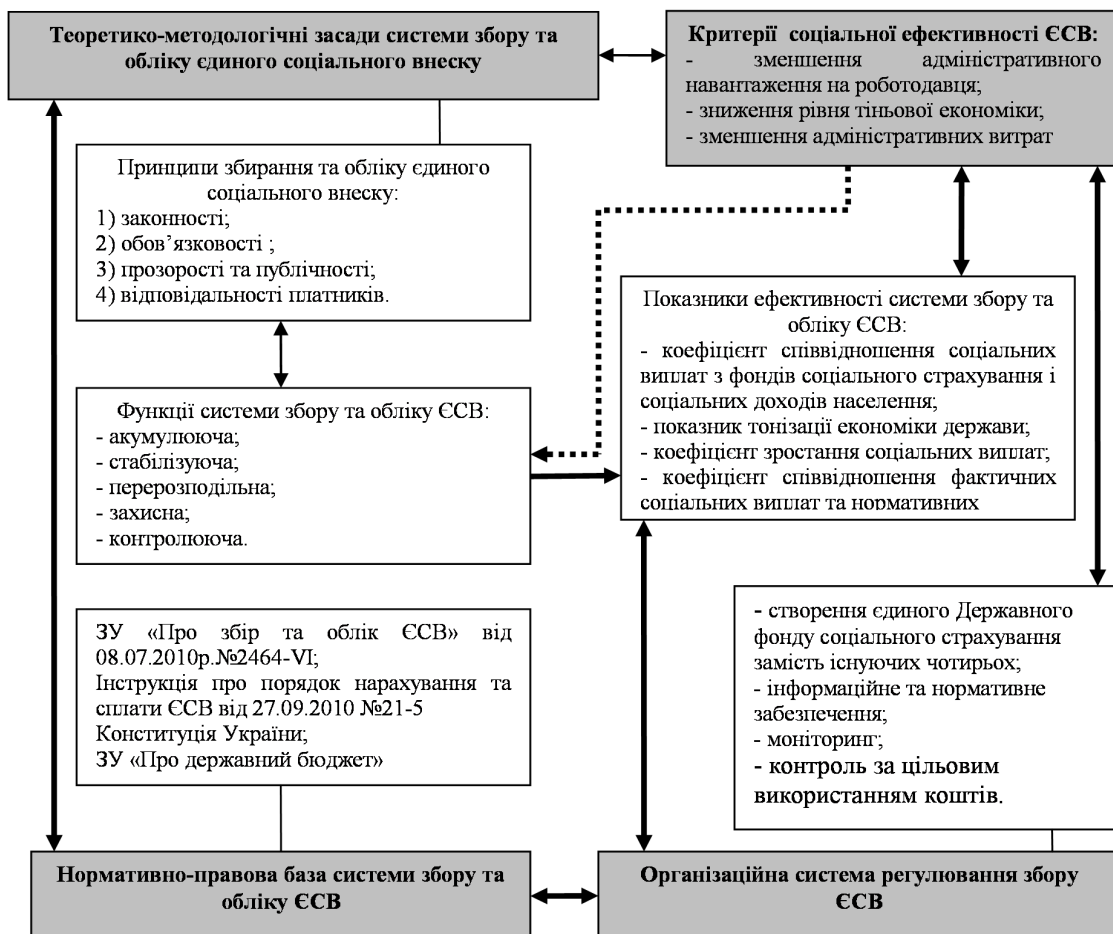 Теоретико-методологічні засади системи збору та
обліку єдиного соціального внеску
Критерії соціальної ефективності ЄСВ:
- зменшення адміністративного
навантаження на роботодавця;
- зниження рівня тіньової економіки;
- зменшення адміністративних витрат
Принципи збирання та обліку єдиного
соціального внеску:
1) законності;
2) обов’язковості ;
3) прозорості та публічності;
4) відповідальності платників.
Показники ефективності системи збору та
обліку ЄСВ:
- коефіцієнт співвідношення соціальних
виплат з фондів соціального страхування і
соціальних доходів населення;
- показник тонізації економіки держави;
- коефіцієнт зростання соціальних виплат;
- коефіцієнт співвідношення фактичних
соціальних виплат та нормативних
Функції системи збору та обліку ЄСВ:
- акумулююча;
- стабілізуюча;
- перерозподільна;
- захисна;
- контролююча.
ЗУ «Про збір та облік ЄСВ» від
08.07.2010р.№2464-VI;
Інструкція про порядок нарахування та
сплати ЄСВ від 27.09.2010 №21-5
Конституція України;
ЗУ «Про державний бюджет»
- створення єдиного Державного
фонду соціального страхування
замість існуючих чотирьох;
- інформаційне та нормативне
забезпечення;
- моніторинг;
- контроль за цільовим
використанням коштів.
Нормативно-правова база системи збору та
обліку ЄСВ
Організаційна система регулювання збору
ЄСВ